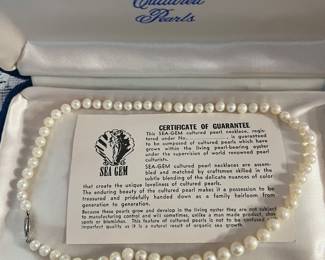 Cultured
Pearls
CERTIFICATE OF GUARANTEE
This SEA-GEM cultured pearl necklace, regis-
tered under No. is guaranteed
to be composed of cultured pearls which have
grown within the living pearl-bearing oyster
under the supervision of world renowned pearl
culturists.
SEA GEM
SEA-GEM cultured pearl necklaces are assem-
bled and matched by craftsmen skilled in the
subtle blending of the delicate nuances of color
that create the unique loveliness of cultured pearls.
The enduring beauty of the cultured pearl makes it a possession to be
treasured and pridefully handed down as a family heirloom from
generation to generation.
Because these pearls grow and develop in the living oyster they are not subject
to manufacturing control and will sometimes, unlike a man made product, show
spots or blemishes. This feature of cultured pearls is not to be confused with
impurity as it is a natural result of organic sea growth.